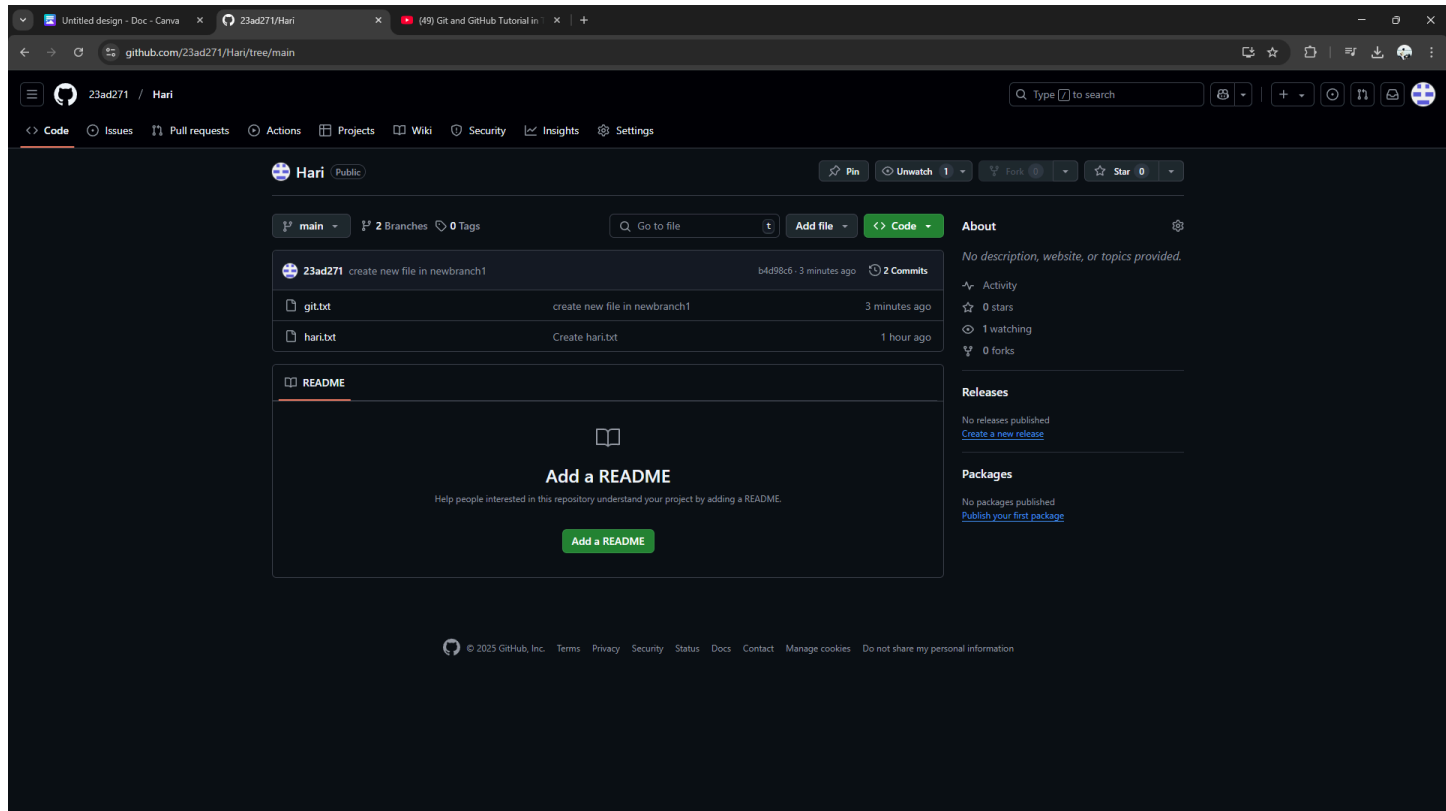 Untitled design - Doc - Canva
23ad271/Hari
(49) Git and GitHub Tutorial in
github.com/23ad271/Hari/tree/main
23ad271 / Hari
Type / to search
Code Issues Pull requests Actions Projects Wiki Security Insights Settings
Hari Public
Pin Unwatch 1 Fork 0 Star 0
main 2 Branches 0 Tags Go to file t Add file Code
About
No description, website, or topics provided.
23ad271 create new file in newbranch1 b4d98c6 · 3 minutes ago 2 Commits
git.txt create new file in newbranch1 3 minutes ago
hari.txt Create hari.txt 1 hour ago
Activity
0 stars
1 watching
0 forks
README
Add a README
Help people interested in this repository understand your project by adding a README.
Add a README
Releases
No releases published
Create a new release
Packages
No packages published
Publish your first package
© 2025 GitHub, Inc. Terms Privacy Security Status Docs Contact Manage cookies Do not share my personal information